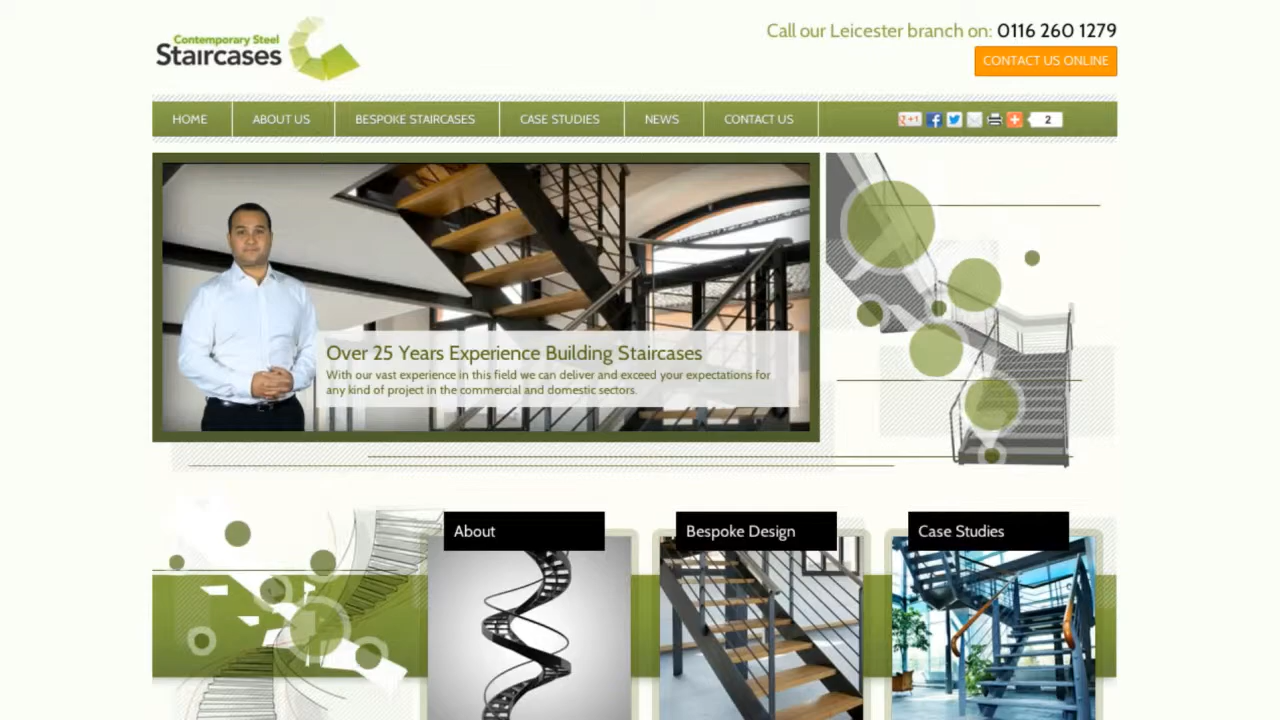 Contemporary Steel
Staircases
Call our Leicester branch on: 0116 260 1279
CONTACT US ONLINE
HOME
ABOUT US
BESPOKE STAIRCASES
CASE STUDIES
NEWS
CONTACT US
+1
2
Over 25 Years Experience Building Staircases
With our vast experience in this field we can deliver and exceed your expectations for
any kind of project in the commercial and domestic sectors.
About
Bespoke Design
Case Studies